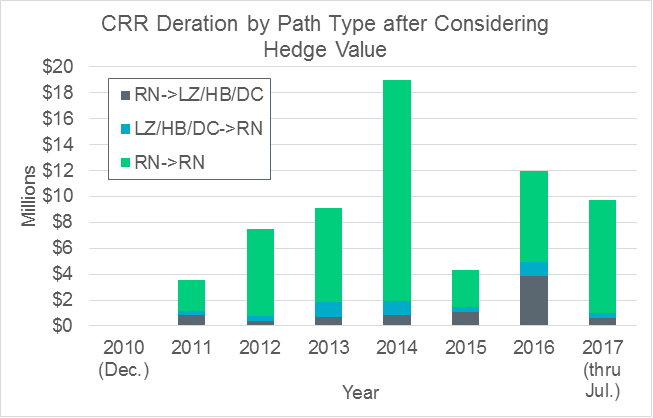 CRR Deration by Path Type after Considering
Hedge Value
$20
$18
$16
$14
$12
$10
$8
$6
$4
$2
$0
Millions
RN->LZ/HB/DC
LZ/HB/DC->RN
RN->RN
2010 2011 2012 2013 2014 2015 2016 2017
(Dec.) (thru
Jul.)
Year